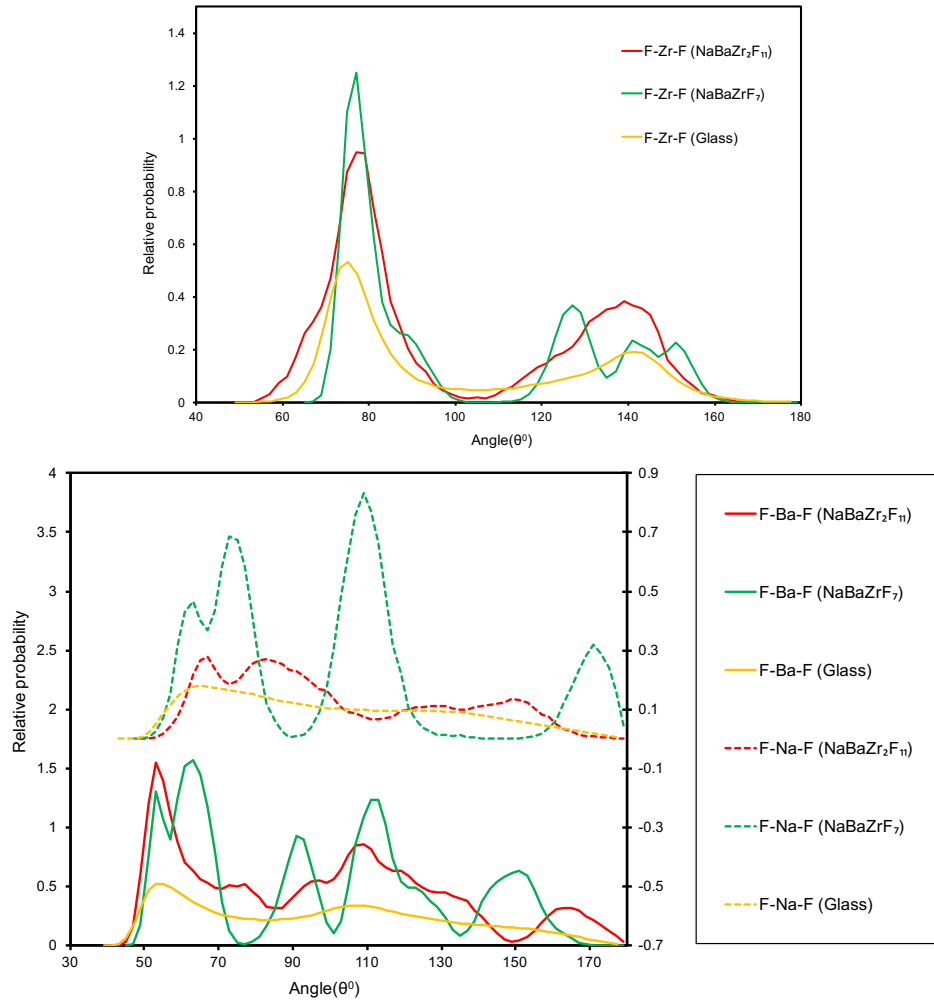 1.4
1.2
1
0.8
0.6
0.4
0.2
0
Relative probability
F-Zr-F (NaBaZr₂F₁₁)
F-Zr-F (NaBaZrF₇)
F-Zr-F (Glass)
40 60 80 100 120 140 160 180
Angle(θ⁰)
4
3.5
3
2.5
2
1.5
1
0.5
0
Relative probability
0.9
0.7
0.5
0.3
0.1
-0.1
-0.3
-0.5
-0.7
30 50 70 90 110 130 150 170
Angle(θ⁰)
F-Ba-F (NaBaZr₂F₁₁)
F-Ba-F (NaBaZrF₇)
F-Ba-F (Glass)
F-Na-F (NaBaZr₂F₁₁)
F-Na-F (NaBaZrF₇)
F-Na-F (Glass)